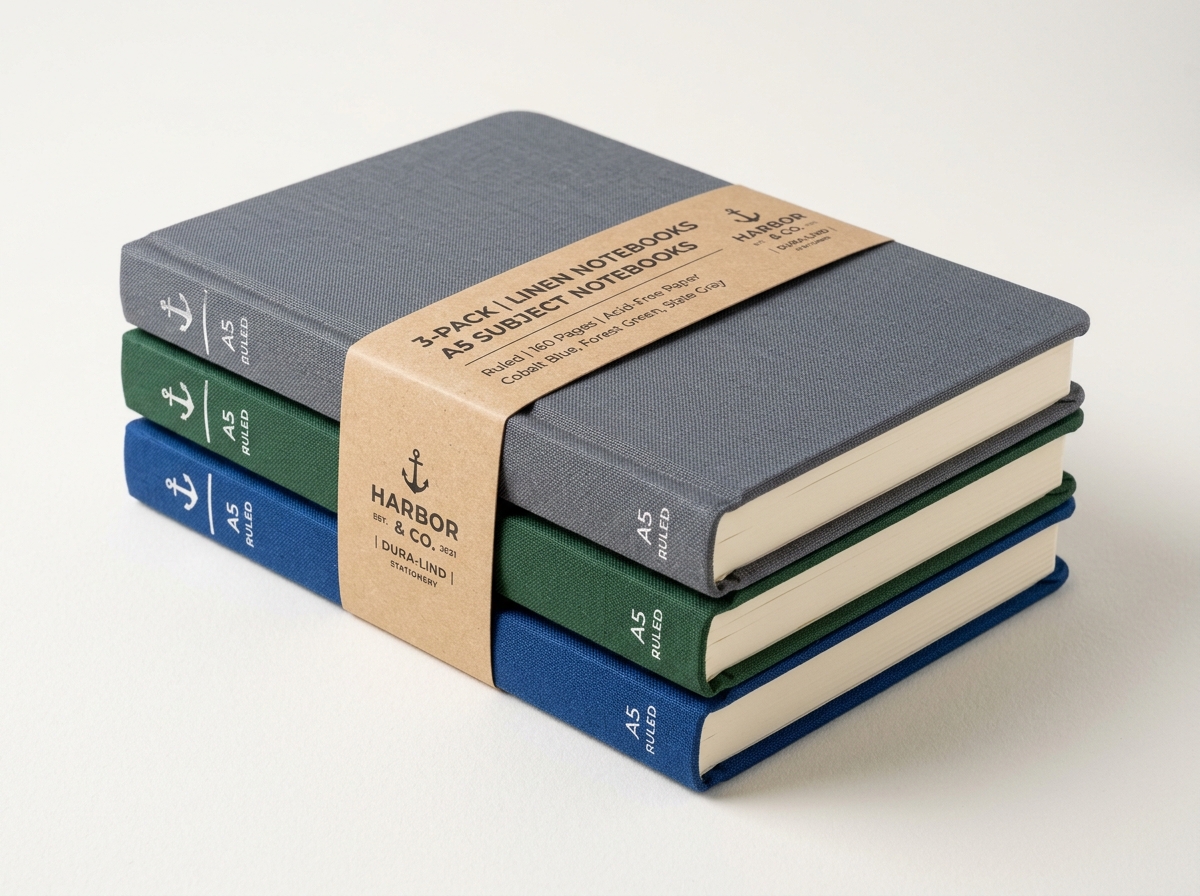 3-PACK | LINEN NOTEBOOKS
A5 SUBJECT NOTEBOOKS
Ruled | 160 Pages | Acid-Free Paper
Cobalt Blue, Forest Green, Slate Gray
HARBOR
& CO.
| DURA-LIND |
STATIONERY
HARBOR
EST. & CO.
| DURA-LIND |
STATIONERY
A5
RULED
A5
RULED
A5
RULED
A5
RULED
A5
RULED
A5
RULED